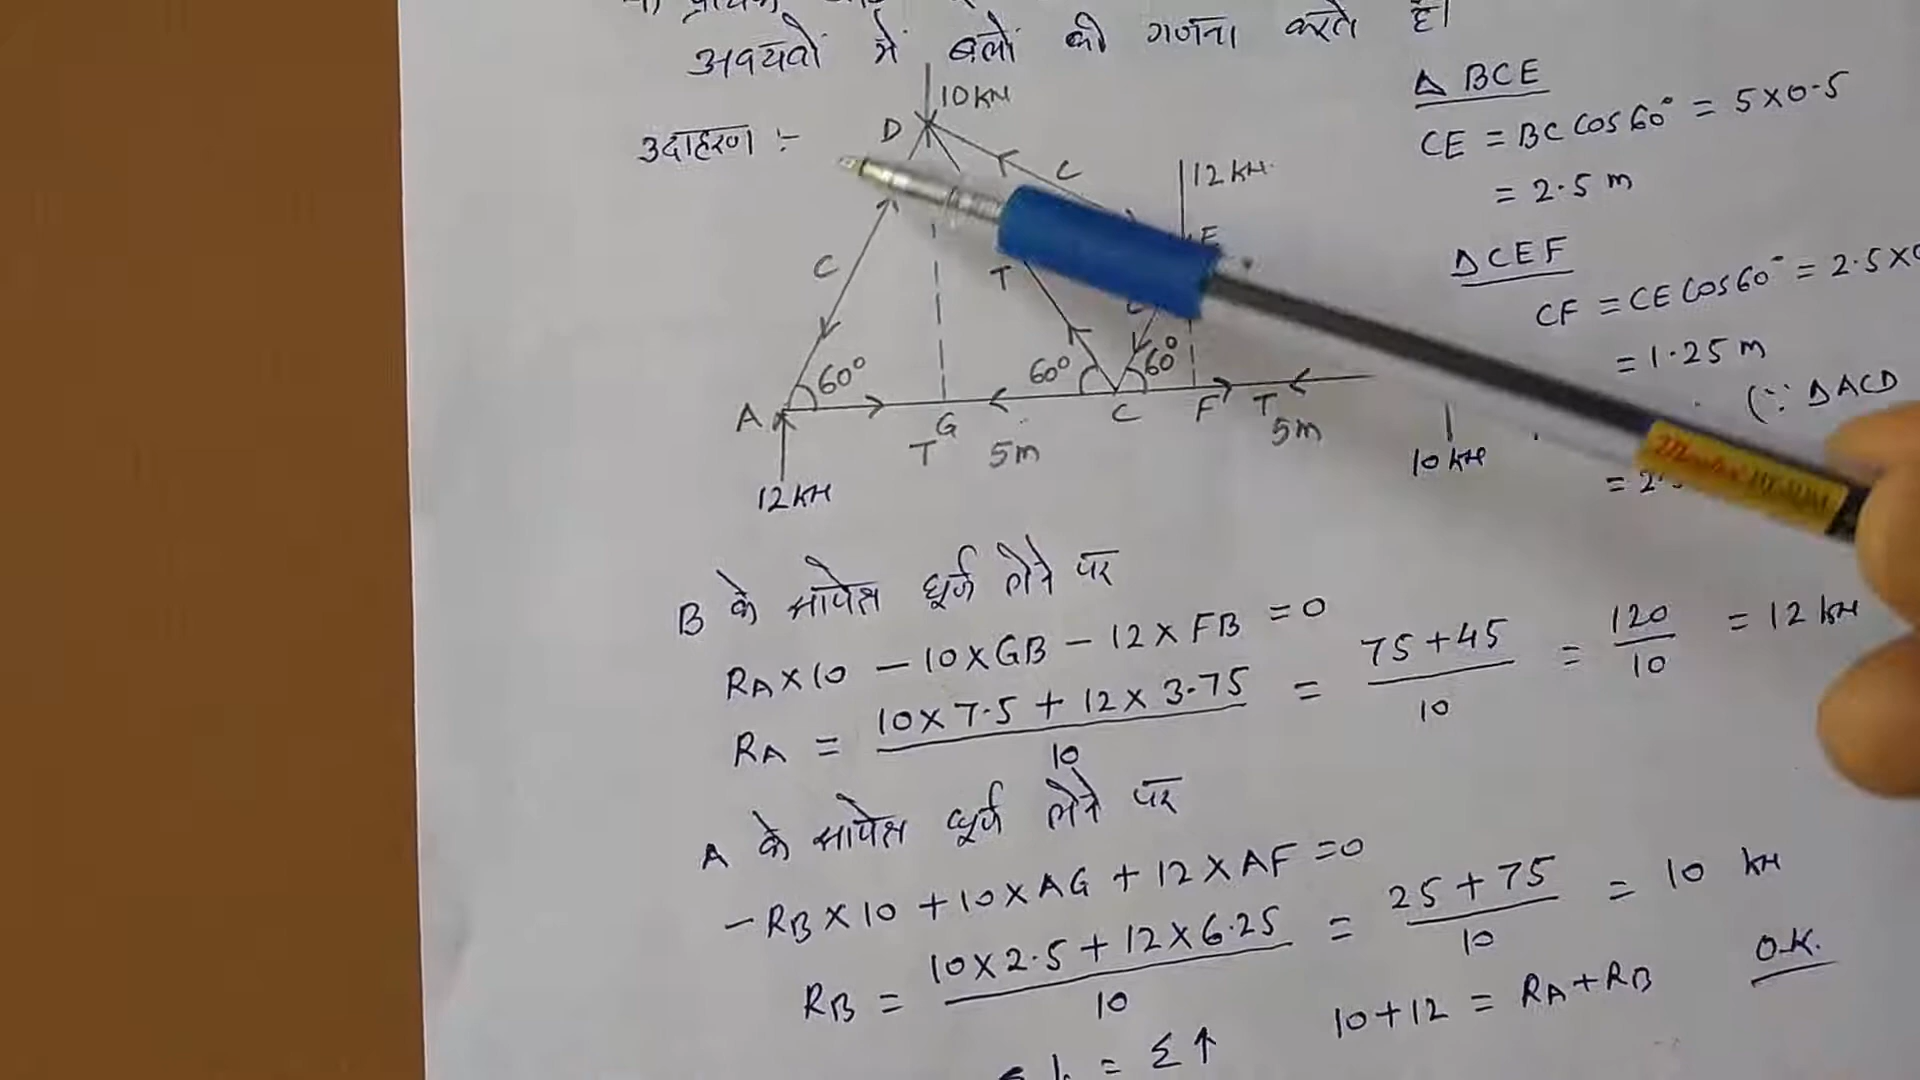 अवयवों में बलों की गणना करते है।
उदाहरण :-
10 KN
D
C
12 KN
E
C
T
60°
60°
60°
A
G
C
F
T
T
5m
5m
12 KN
10 KN
Δ BCE
CE = BC Cos 60° = 5 X 0.5
= 2.5 m
Δ CEF
CF = CE Cos 60° = 2.5 X
= 1.25 m
(∵ Δ ACD
B के सापेक्ष घूर्ण लेने पर
RA X 10 - 10 X GB - 12 X FB = 0
RA = 10 X 7.5 + 12 X 3.75 / 10 = 75 + 45 / 10 = 120 / 10 = 12 KN
A के सापेक्ष घूर्ण लेने पर
- RB X 10 + 10 X AG + 12 X AF = 0
RB = 10 X 2.5 + 12 X 6.25 / 10 = 25 + 75 / 10 = 10 KN
= Σ ↑ 10 + 12 = RA + RB O.K.